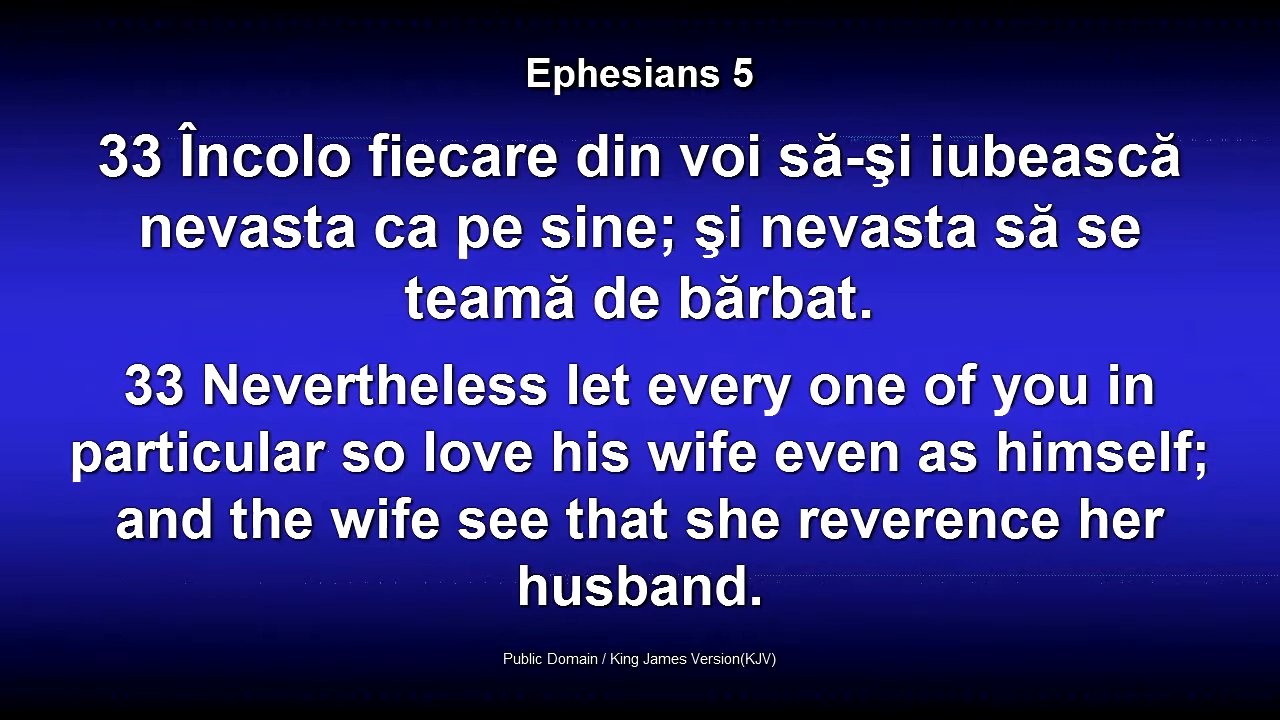 Ephesians 5
33 Încolo fiecare din voi să-şi iubească
nevasta ca pe sine; şi nevasta să se
teamă de bărbat.
33 Nevertheless let every one of you in
particular so love his wife even as himself;
and the wife see that she reverence her
husband.
Public Domain / King James Version(KJV)